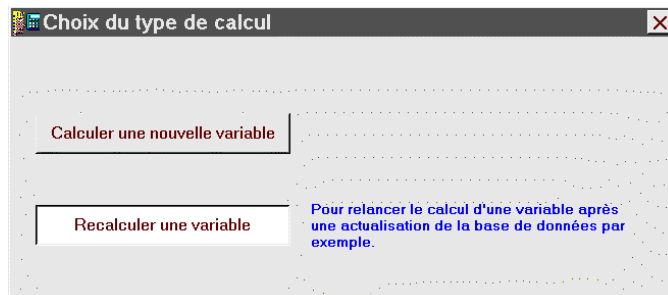 Choix du type de calcul
Calculer une nouvelle variable
Recalculer une variable
Pour relancer le calcul d'une variable après
une actualisation de la base de données par
exemple.